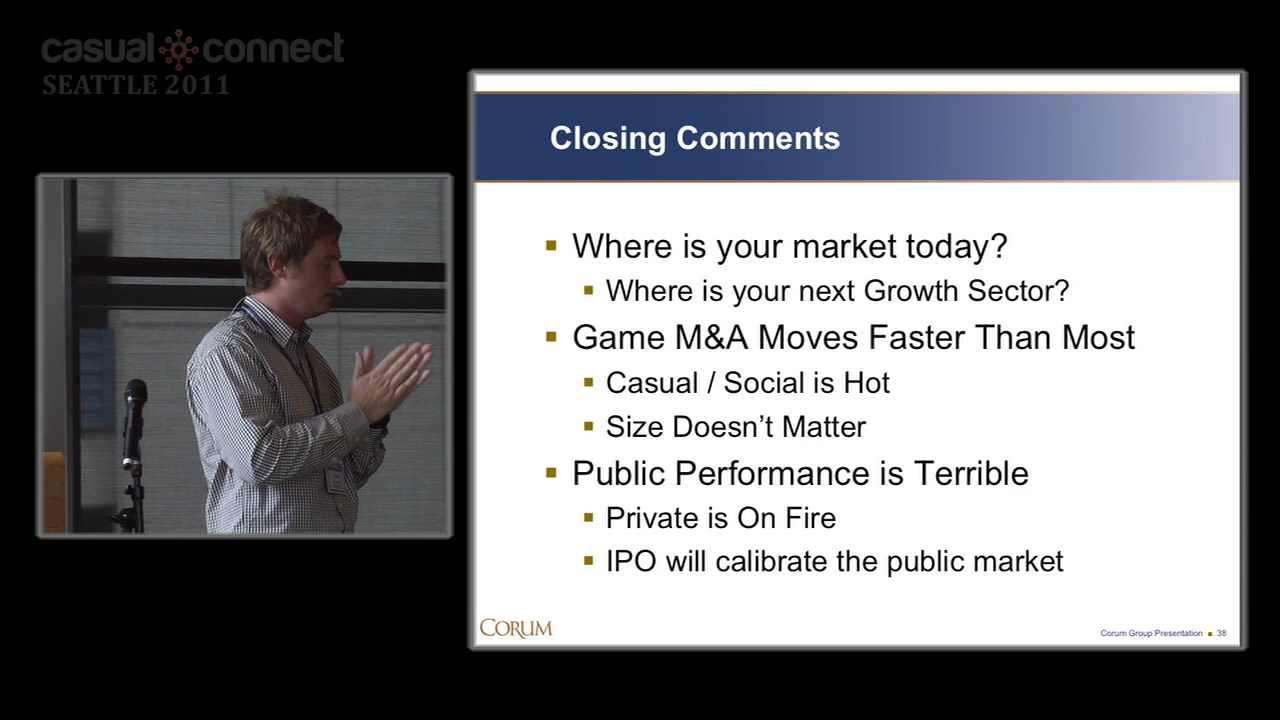 casual connect
SEATTLE 2011
Closing Comments
Where is your market today?
Where is your next Growth Sector?
Game M&A Moves Faster Than Most
Casual / Social is Hot
Size Doesn’t Matter
Public Performance is Terrible
Private is On Fire
IPO will calibrate the public market
CORUM
Corum Group Presentation ▪ 38